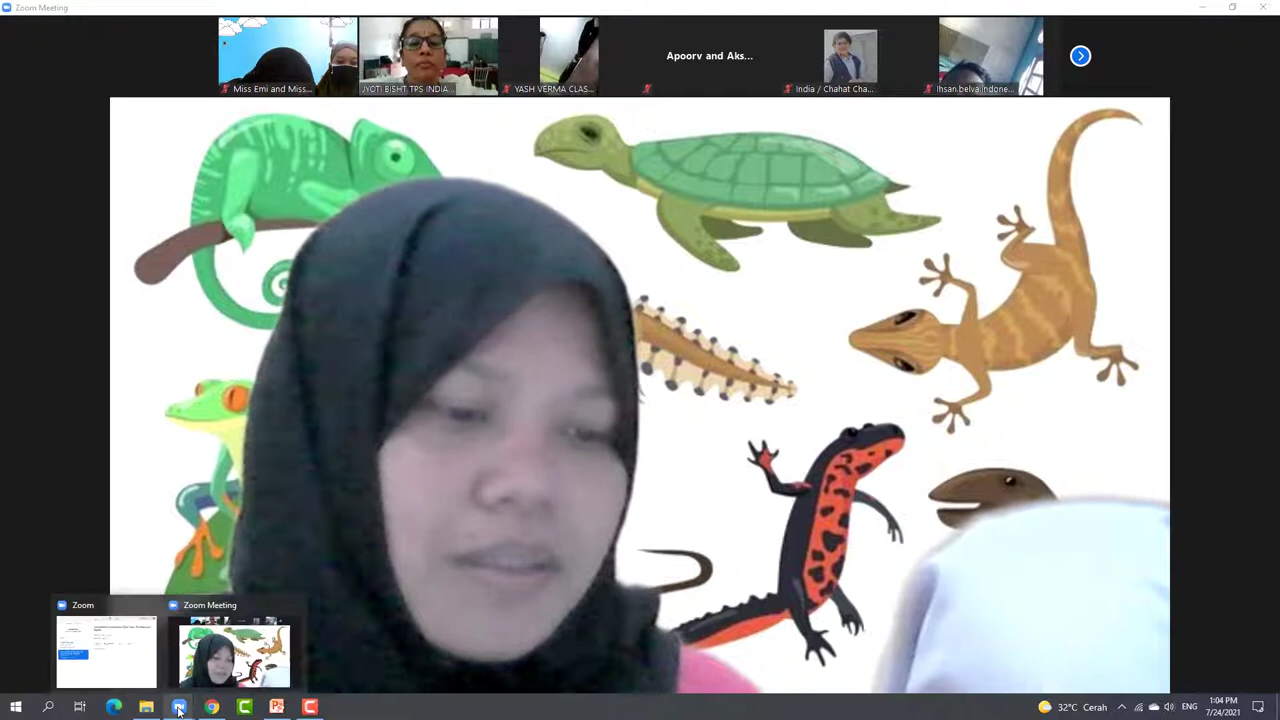 Zoom Meeting
Miss Emi and Miss...
JYOTI BISHT TPS INDIA...
YASH VERMA CLAS...
Apoorv and Aks...
India / Chahat Cha...
Ihsan.belva.indone...
Zoom
Zoom Meeting
32°C Cerah
ENG
1:04 PM
7/24/2021